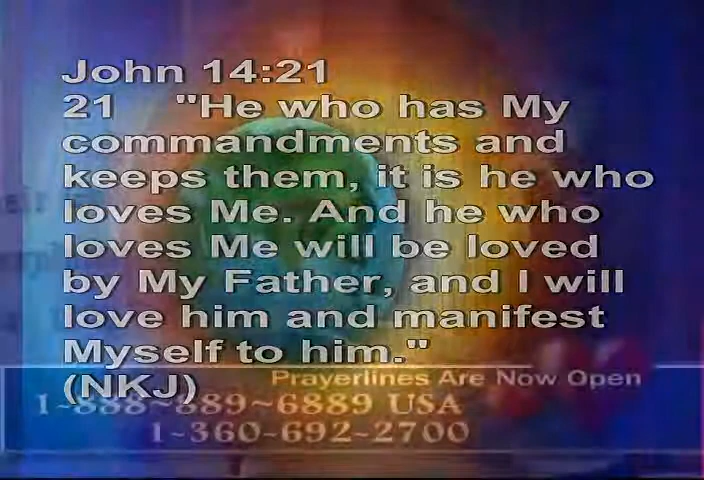 John 14:21
21 "He who has My
commandments and
keeps them, it is he who
loves Me. And he who
loves Me will be loved
by My Father, and I will
love him and manifest
Myself to him."
(NKJ)
Prayerlines Are Now Open
1~888~889~6889 USA
1~360~692~2700